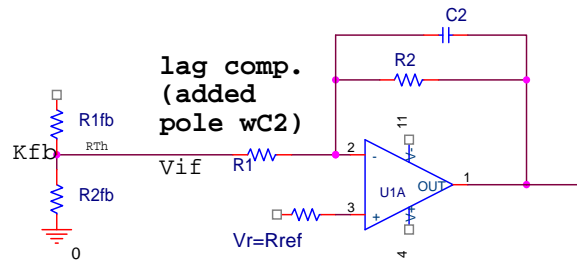 C2
lag comp.
(added
pole wC2)
R2
R1fb
Kfb
RTh
Vif
R1
2
-
11
V-
U1A
OUT
1
R2fb
3
+
V+
4
Vr=Rref
0